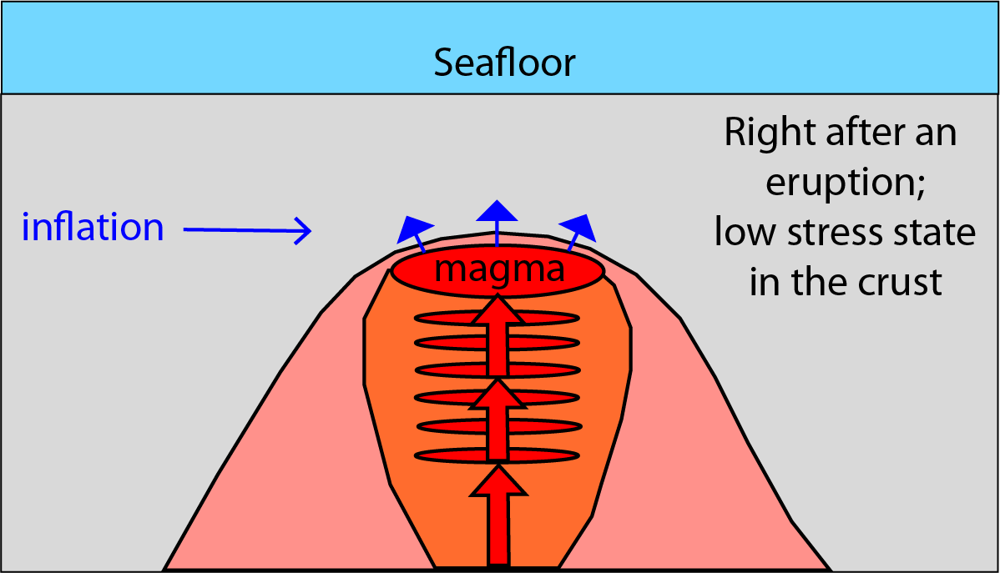 Seafloor
Right after an
eruption;
low stress state
in the crust
inflation
magma